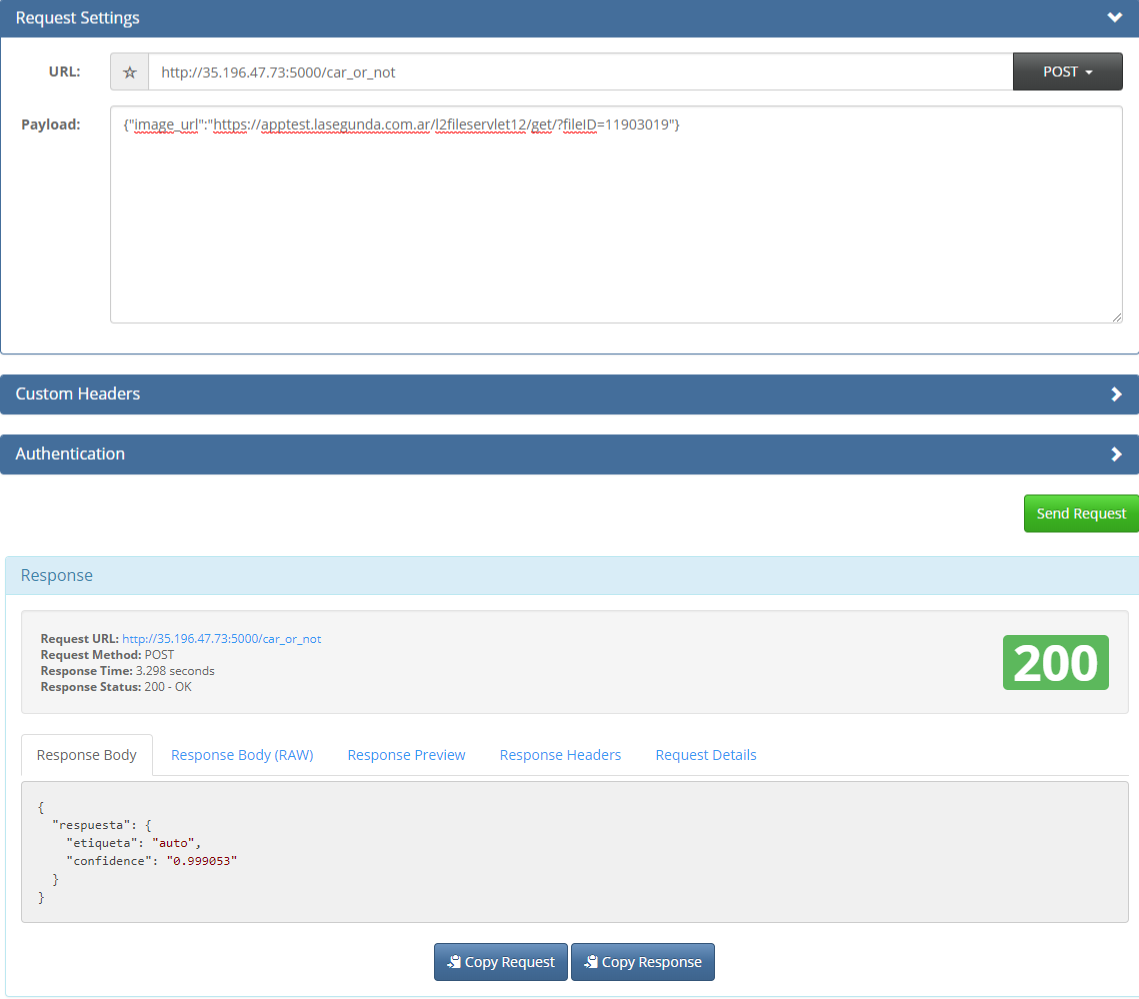 Request Settings
URL:
http://35.196.47.73:5000/car_or_not
POST
Payload:
{"image_url":"https://apptest.lasegunda.com.ar/l2fileservlet12/get/?fileID=11903019"}
Custom Headers
Authentication
Send Request
Response
Request URL: http://35.196.47.73:5000/car_or_not
Request Method: POST
Response Time: 3.298 seconds
Response Status: 200 - OK
200
Response Body Response Body (RAW) Response Preview Response Headers Request Details
{
"respuesta": {
"etiqueta": "auto",
"confidence": "0.999053"
}
}
Copy Request Copy Response